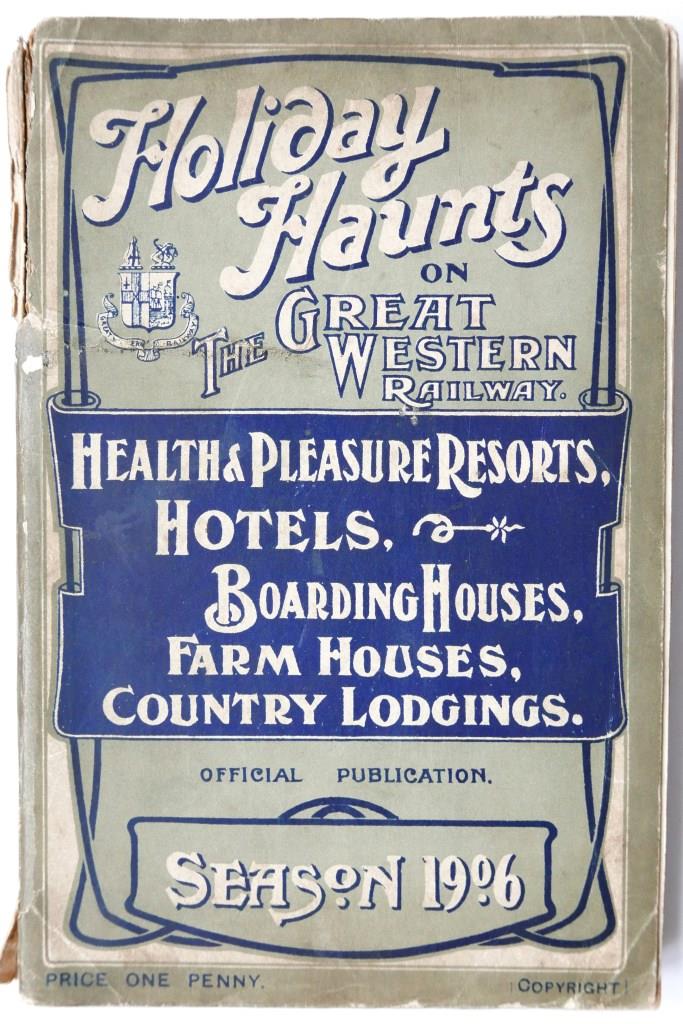 Holiday
Haunts
ON
THE GREAT
WESTERN
RAILWAY.
HEALTH & PLEASURE RESORTS,
HOTELS,
BOARDING HOUSES,
FARM HOUSES,
COUNTRY LODGINGS.
OFFICIAL PUBLICATION.
SEASON 1906
PRICE ONE PENNY.
COPYRIGHT